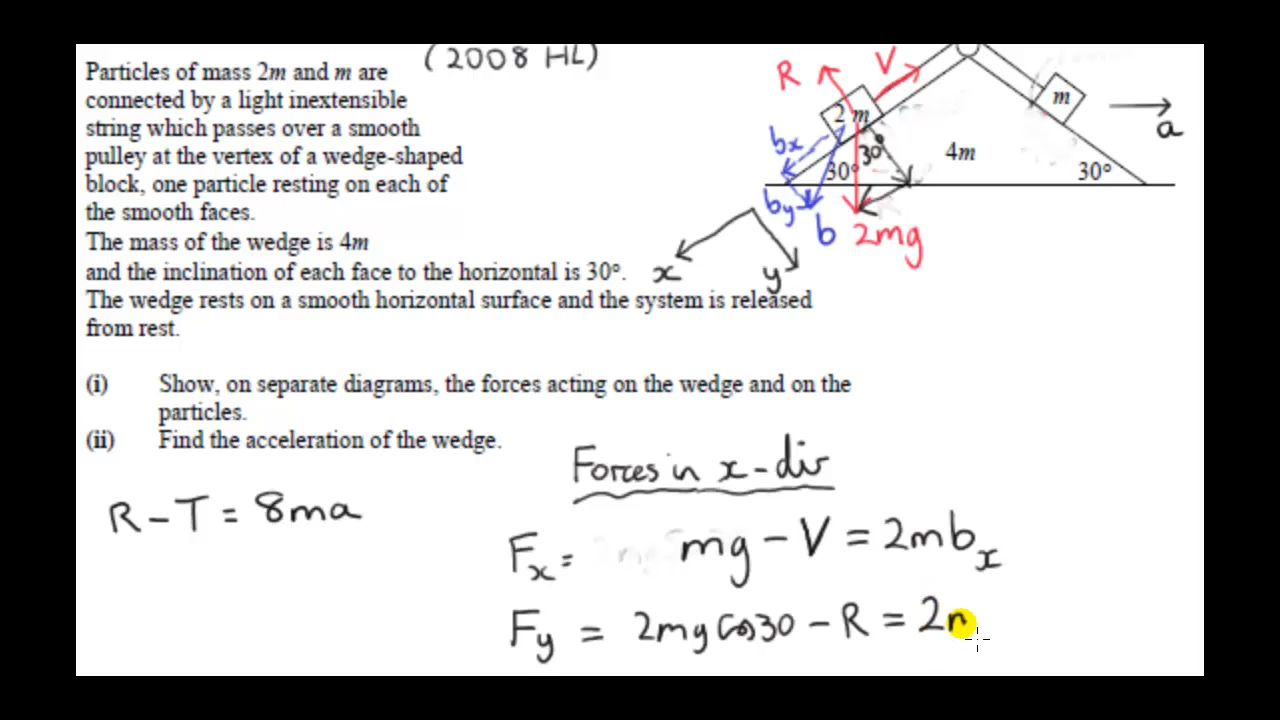 (2008 HL)
Particles of mass 2m and m are
connected by a light inextensible
string which passes over a smooth
pulley at the vertex of a wedge-shaped
block, one particle resting on each of
the smooth faces.
The mass of the wedge is 4m
and the inclination of each face to the horizontal is 30°.
The wedge rests on a smooth horizontal surface and the system is released
from rest.
R
V
2m
m
a
bx
30°
30°
4m
30°
by
b
2mg
x
y
(i) Show, on separate diagrams, the forces acting on the wedge and on the
particles.
(ii) Find the acceleration of the wedge.
Forces in x-dir
R - T = 8ma
Fx = mg - V = 2mbx
Fy = 2mg Cos30 - R = 2m